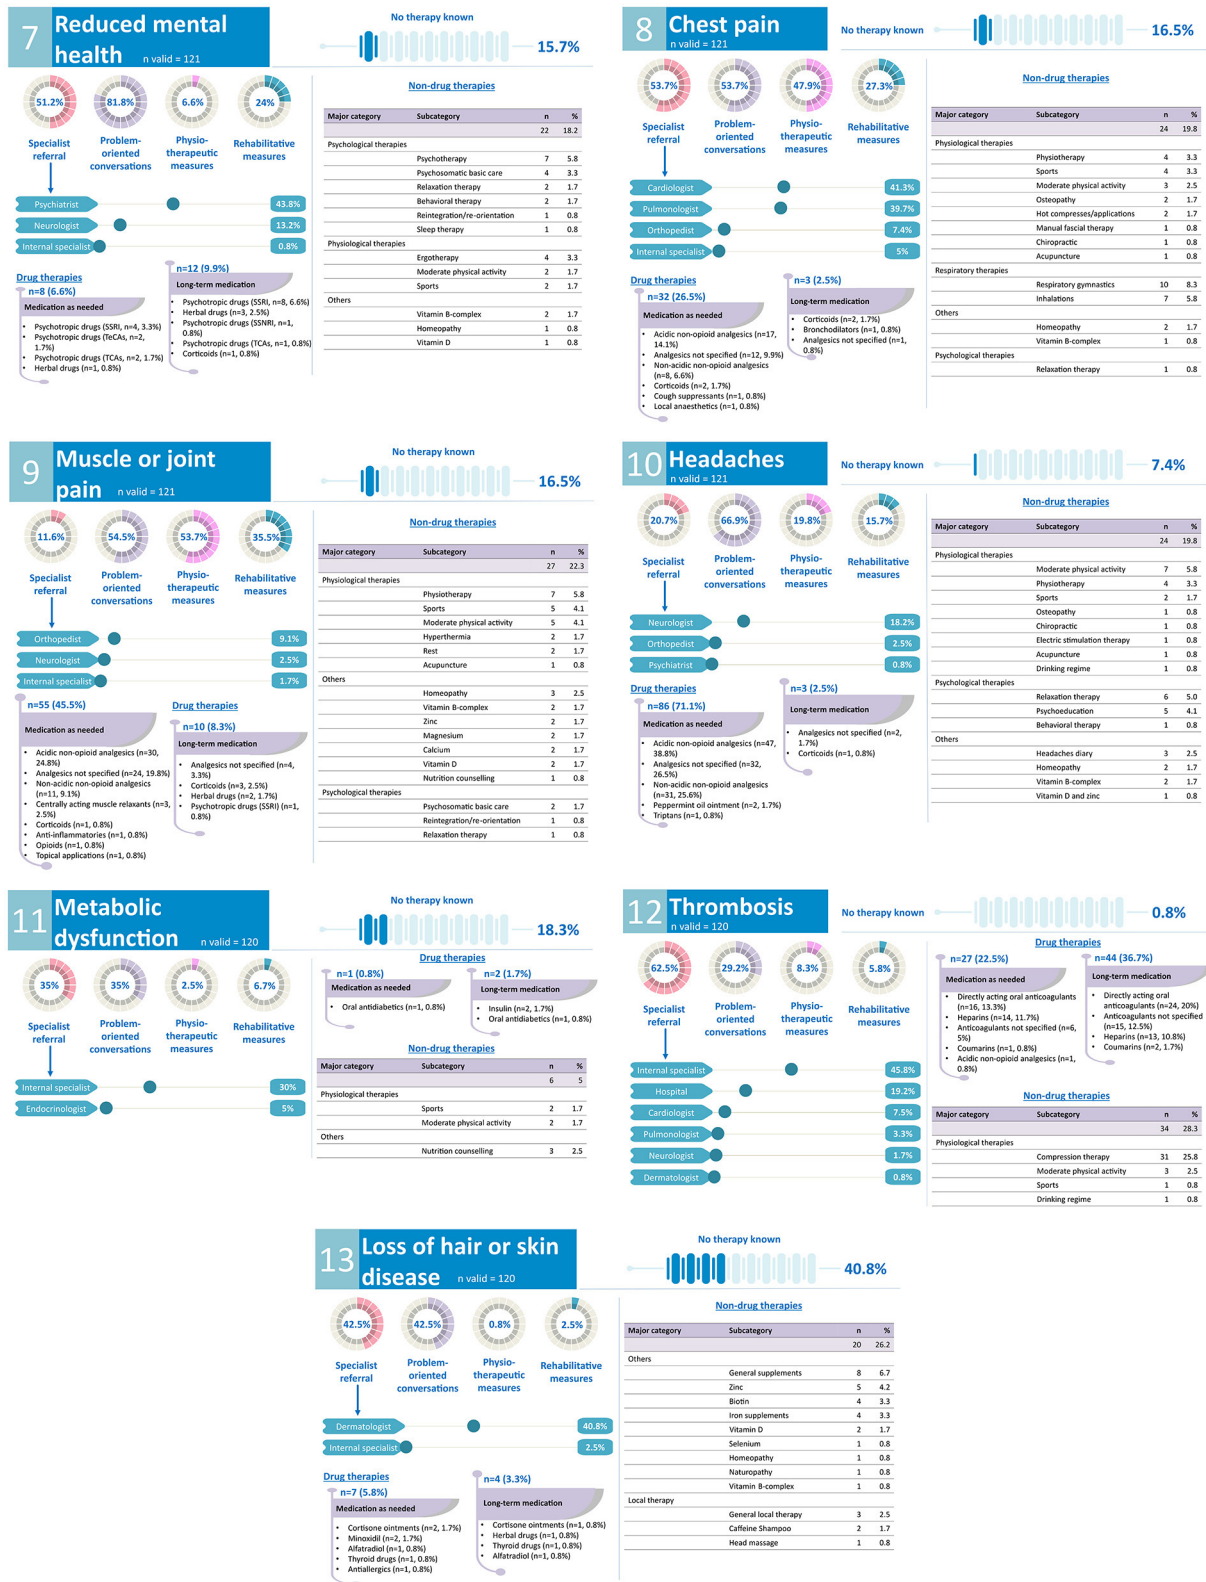 7 Reduced mental
health n valid = 121
No therapy known
15.7%
51.2% 81.8% 6.6% 24%
Specialist
referral
Problem-
oriented
conversations
Physio-
therapeutic
measures
Rehabilitative
measures
Psychiatrist 43.8%
Neurologist 13.2%
Internal specialist 0.8%
Drug therapies
n=8 (6.6%)
Medication as needed
• Psychotropic drugs (SSRI, n=4, 3.3%)
• Psychotropic drugs (TeCAs, n=2,
1.7%)
• Psychotropic drugs (TCAs, n=2, 1.7%)
• Herbal drugs (n=1, 0.8%)
n=12 (9.9%)
Long-term medication
• Psychotropic drugs (SSRI, n=8, 6.6%)
• Herbal drugs (n=3, 2.5%)
• Psychotropic drugs (SSNRI, n=1,
0.8%)
• Psychotropic drugs (TCAs, n=1, 0.8%)
• Corticoids (n=1, 0.8%)
Non-drug therapies
Major category Subcategory n %
22 18.2
Psychological therapies
Psychotherapy 7 5.8
Psychosomatic basic care 4 3.3
Relaxation therapy 2 1.7
Behavioral therapy 2 1.7
Reintegration/re-orientation 1 0.8
Sleep therapy 1 0.8
Physiological therapies
Ergotherapy 4 3.3
Moderate physical activity 2 1.7
Sports 2 1.7
Others
Vitamin B-complex 2 1.7
Homeopathy 1 0.8
Vitamin D 1 0.8
8 Chest pain
n valid = 121
No therapy known 16.5%
53.7% 53.7% 47.9% 27.3%
Specialist
referral
Problem-
oriented
conversations
Physio-
therapeutic
measures
Rehabilitative
measures
Cardiologist 41.3%
Pulmonologist 39.7%
Orthopedist 7.4%
Internal specialist 5%
Drug therapies
n=32 (26.5%)
Medication as needed
• Acidic non-opioid analgesics (n=17,
14.1%)
• Analgesics not specified (n=12, 9.9%)
• Non-acidic non-opioid analgesics
(n=8, 6.6%)
• Corticoids (n=2, 1.7%)
• Cough suppressants (n=1, 0.8%)
• Local anaesthetics (n=1, 0.8%)
n=3 (2.5%)
Long-term medication
• Corticoids (n=2, 1.7%)
• Bronchodilators (n=1, 0.8%)
• Analgesics not specified (n=1,
0.8%)
Non-drug therapies
Major category Subcategory n %
24 19.8
Physiological therapies
Physiotherapy 4 3.3
Sports 4 3.3
Moderate physical activity 3 2.5
Osteopathy 2 1.7
Hot compresses/applications 2 1.7
Manual fascial therapy 1 0.8
Chiropractic 1 0.8
Acupuncture 1 0.8
Respiratory therapies
Respiratory gymnastics 10 8.3
Inhalations 7 5.8
Others
Homeopathy 2 1.7
Vitamin B-complex 1 0.8
Psychological therapies
Relaxation therapy 1 0.8
9 Muscle or joint
pain n valid = 121
No therapy known
16.5%
11.6% 54.5% 53.7% 35.5%
Specialist
referral
Problem-
oriented
conversations
Physio-
therapeutic
measures
Rehabilitative
measures
Orthopedist 9.1%
Neurologist 2.5%
Internal specialist 1.7%
n=55 (45.5%)
Medication as needed
• Acidic non-opioid analgesics (n=30,
24.8%)
• Analgesics not specified (n=24, 19.8%)
• Non-acidic non-opioid analgesics
(n=11, 9.1%)
• Centrally acting muscle relaxants (n=3,
2.5%)
• Corticoids (n=1, 0.8%)
• Anti-inflammatories (n=1, 0.8%)
• Opioids (n=1, 0.8%)
• Topical applications (n=1, 0.8%)
Drug therapies
n=10 (8.3%)
Long-term medication
• Analgesics not specified (n=4,
3.3%)
• Corticoids (n=3, 2.5%)
• Herbal drugs (n=2, 1.7%)
• Psychotropic drugs (SSRI) (n=1,
0.8%)
Non-drug therapies
Major category Subcategory n %
27 22.3
Physiological therapies
Physiotherapy 7 5.8
Sports 5 4.1
Moderate physical activity 5 4.1
Hyperthermia 2 1.7
Rest 2 1.7
Acupuncture 1 0.8
Others
Homeopathy 3 2.5
Vitamin B-complex 2 1.7
Zinc 2 1.7
Magnesium 2 1.7
Calcium 2 1.7
Vitamin D 2 1.7
Nutrition counselling 1 0.8
Psychological therapies
Psychosomatic basic care 2 1.7
Reintegration/re-orientation 1 0.8
Relaxation therapy 1 0.8
10 Headaches
n valid = 121
No therapy known 7.4%
20.7% 66.9% 19.8% 15.7%
Specialist
referral
Problem-
oriented
conversations
Physio-
therapeutic
measures
Rehabilitative
measures
Neurologist 18.2%
Orthopedist 2.5%
Psychiatrist 0.8%
Drug therapies
n=86 (71.1%)
Medication as needed
• Acidic non-opioid analgesics (n=47,
38.8%)
• Analgesics not specified (n=32,
26.5%)
• Non-acidic non-opioid analgesics
(n=31, 25.6%)
• Peppermint oil ointment (n=2, 1.7%)
• Triptans (n=1, 0.8%)
n=3 (2.5%)
Long-term medication
• Analgesics not specified (n=2,
1.7%)
• Corticoids (n=1, 0.8%)
Non-drug therapies
Major category Subcategory n %
24 19.8
Physiological therapies
Moderate physical activity 7 5.8
Physiotherapy 4 3.3
Sports 2 1.7
Osteopathy 1 0.8
Chiropractic 1 0.8
Electric stimulation therapy 1 0.8
Acupuncture 1 0.8
Drinking regime 1 0.8
Psychological therapies
Relaxation therapy 6 5.0
Psychoeducation 5 4.1
Behavioral therapy 1 0.8
Others
Headaches diary 3 2.5
Homeopathy 2 1.7
Vitamin B-complex 2 1.7
Vitamin D and zinc 1 0.8
11 Metabolic
dysfunction n valid = 120
No therapy known
18.3%
35% 35% 2.5% 6.7%
Specialist
referral
Problem-
oriented
conversations
Physio-
therapeutic
measures
Rehabilitative
measures
Internal specialist 30%
Endocrinologist 5%
Drug therapies
n=1 (0.8%)
Medication as needed
• Oral antidiabetics (n=1, 0.8%)
n=2 (1.7%)
Long-term medication
• Insulin (n=2, 1.7%)
• Oral antidiabetics (n=1, 0.8%)
Non-drug therapies
Major category Subcategory n %
6 5
Physiological therapies
Sports 2 1.7
Moderate physical activity 2 1.7
Others
Nutrition counselling 3 2.5
12 Thrombosis
n valid = 120
No therapy known 0.8%
62.5% 29.2% 8.3% 5.8%
Specialist
referral
Problem-
oriented
conversations
Physio-
therapeutic
measures
Rehabilitative
measures
Internal specialist 45.8%
Hospital 19.2%
Cardiologist 7.5%
Pulmonologist 3.3%
Neurologist 1.7%
Dermatologist 0.8%
Drug therapies
n=27 (22.5%)
Medication as needed
• Directly acting oral anticoagulants
(n=16, 13.3%)
• Heparins (n=14, 11.7%)
• Anticoagulants not specified (n=6,
5%)
• Coumarins (n=1, 0.8%)
• Acidic non-opioid analgesics (n=1,
0.8%)
n=44 (36.7%)
Long-term medication
• Directly acting oral
anticoagulants (n=24, 20%)
• Anticoagulants not specified
(n=15, 12.5%)
• Heparins (n=13, 10.8%)
• Coumarins (n=2, 1.7%)
Non-drug therapies
Major category Subcategory n %
34 28.3
Physiological therapies
Compression therapy 31 25.8
Moderate physical activity 3 2.5
Sports 1 0.8
Drinking regime 1 0.8
13 Loss of hair or skin
disease n valid = 120
No therapy known
40.8%
42.5% 42.5% 0.8% 2.5%
Specialist
referral
Problem-
oriented
conversations
Physio-
therapeutic
measures
Rehabilitative
measures
Dermatologist 40.8%
Internal specialist 2.5%
Drug therapies
n=7 (5.8%)
Medication as needed
• Cortisone ointments (n=2, 1.7%)
• Minoxidil (n=2, 1.7%)
• Alfatradiol (n=1, 0.8%)
• Thyroid drugs (n=1, 0.8%)
• Antiallergics (n=1, 0.8%)
n=4 (3.3%)
Long-term medication
• Cortisone ointments (n=1, 0.8%)
• Herbal drugs (n=1, 0.8%)
• Thyroid drugs (n=1, 0.8%)
• Alfatradiol (n=1, 0.8%)
Non-drug therapies
Major category Subcategory n %
20 26.2
Others
General supplements 8 6.7
Zinc 5 4.2
Biotin 4 3.3
Iron supplements 4 3.3
Vitamin D 2 1.7
Selenium 1 0.8
Homeopathy 1 0.8
Naturopathy 1 0.8
Vitamin B-complex 1 0.8
Local therapy
General local therapy 3 2.5
Caffeine Shampoo 2 1.7
Head massage 1 0.8